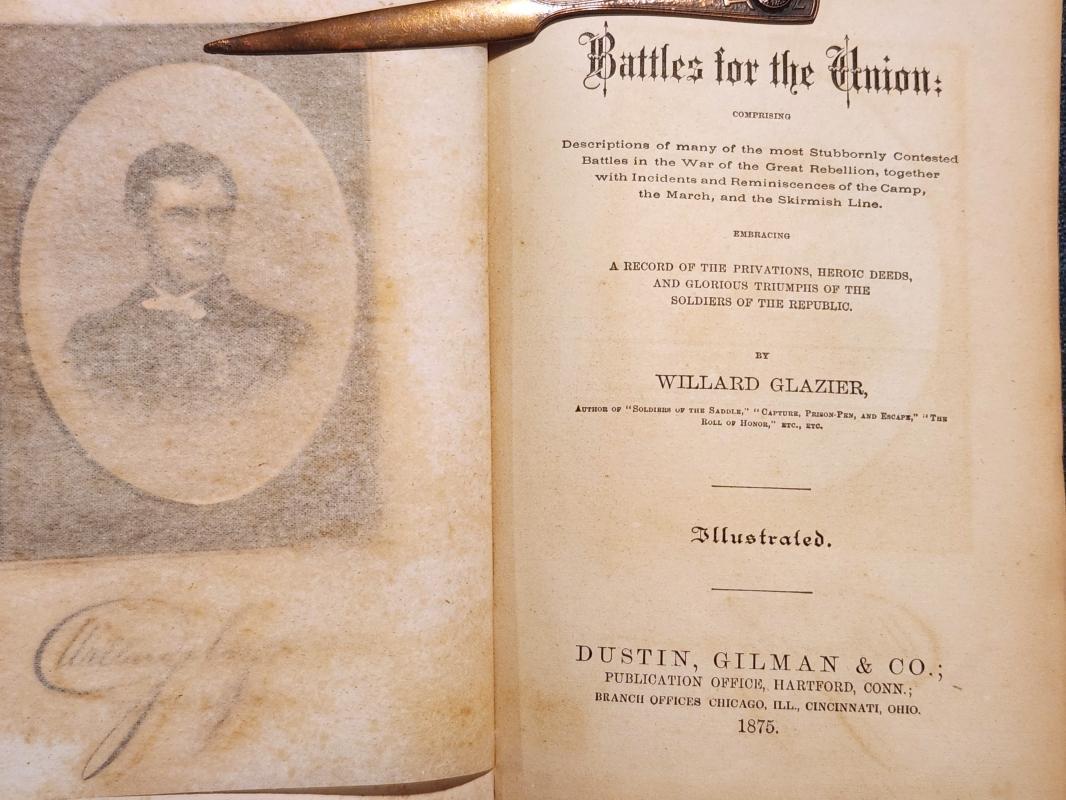 Battles for the Union:
COMPRISING
Descriptions of many of the most Stubbornly Contested
Battles in the War of the Great Rebellion, together
with Incidents and Reminiscences of the Camp,
the March, and the Skirmish Line.
EMBRACING
A RECORD OF THE PRIVATIONS, HEROIC DEEDS,
AND GLORIOUS TRIUMPHS OF THE
SOLDIERS OF THE REPUBLIC.
BY
WILLARD GLAZIER,
AUTHOR OF "SOLDIERS OF THE SADDLE," "CAPTURE, PRISON-PEN, AND ESCAPE," "THE
ROLL OF HONOR," ETC., ETC.
Illustrated.
DUSTIN, GILMAN & CO.;
PUBLICATION OFFICE, HARTFORD, CONN.;
BRANCH OFFICES CHICAGO, ILL., CINCINNATI, OHIO.
1875.